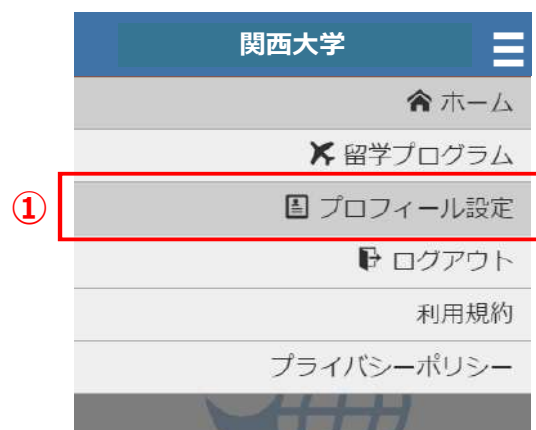 関西大学
ホーム
留学プログラム
① プロフィール設定
ログアウト
利用規約
プライバシーポリシー